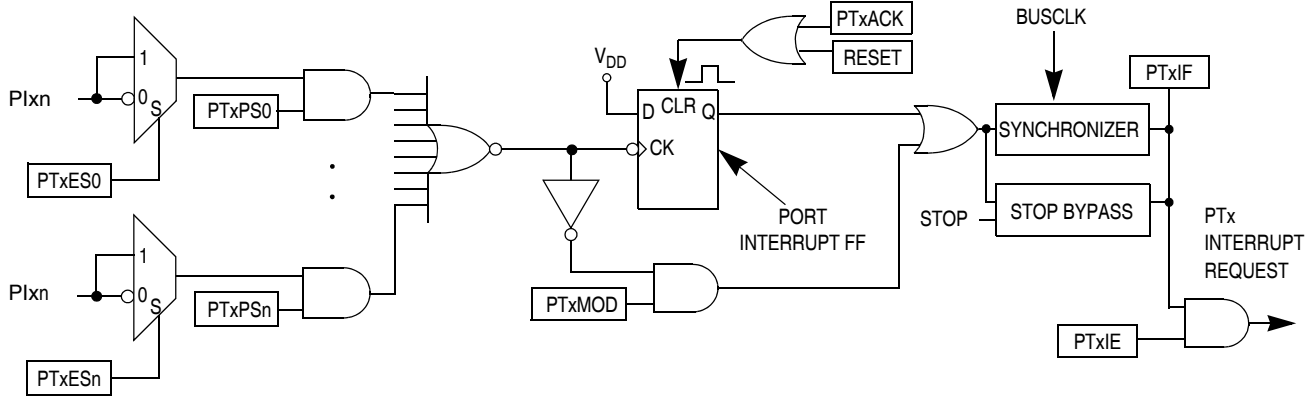 1
PIxn
0
S
PTxPS0
PTxES0
1
PIxn
0
S
PTxPSn
PTxESn
VDD
D
CLR
Q
CK
PTxACK
RESET
PORT
INTERRUPT FF
PTxMOD
BUSCLK
SYNCHRONIZER
STOP
STOP BYPASS
PTxIF
PTx
INTERRUPT
REQUEST
PTxIE